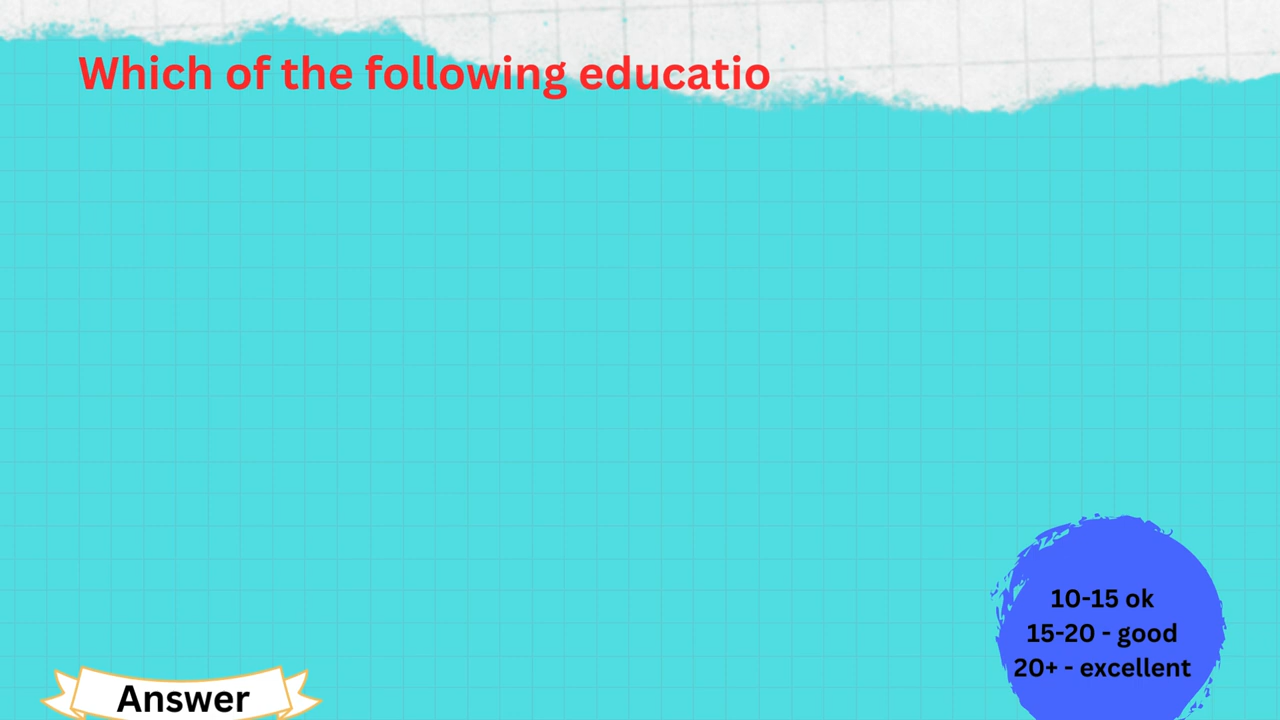 Which of the following educatio
10-15 ok
15-20 - good
20+ - excellent
Answer